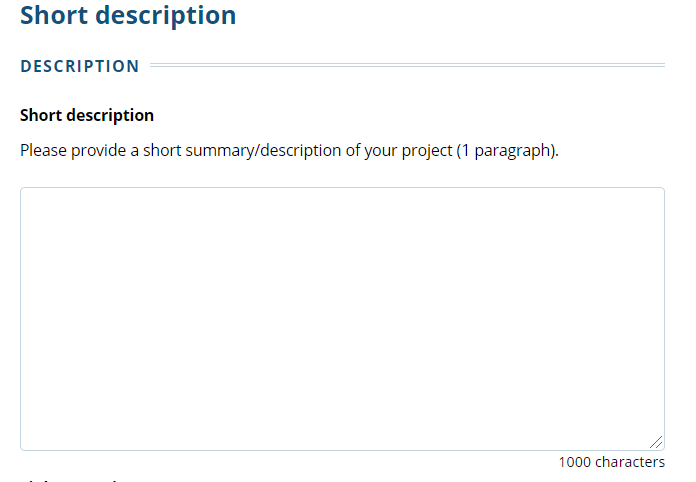 Short description
DESCRIPTION
Short description
Please provide a short summary/description of your project (1 paragraph).
1000 characters